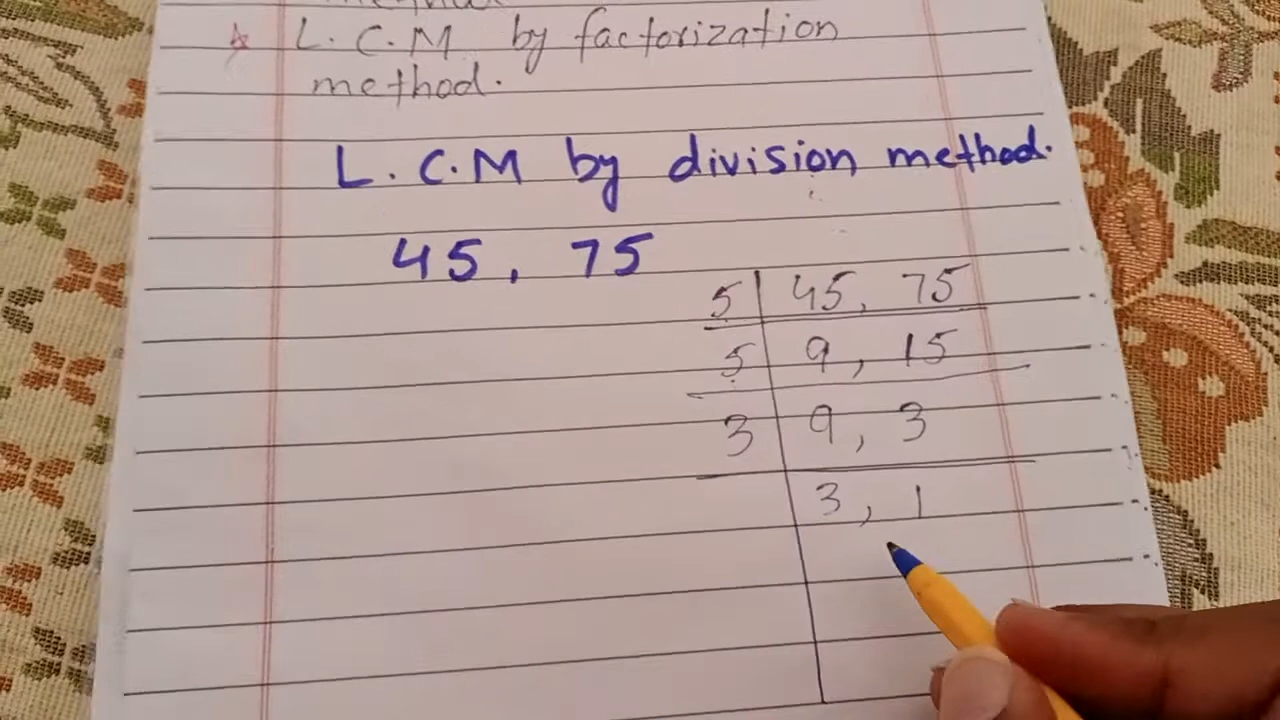 L.C.M by factorization
method.
L.C.M by division method.
45, 75
5 | 45, 75
5 | 9, 15
3 | 9, 3
3, 1